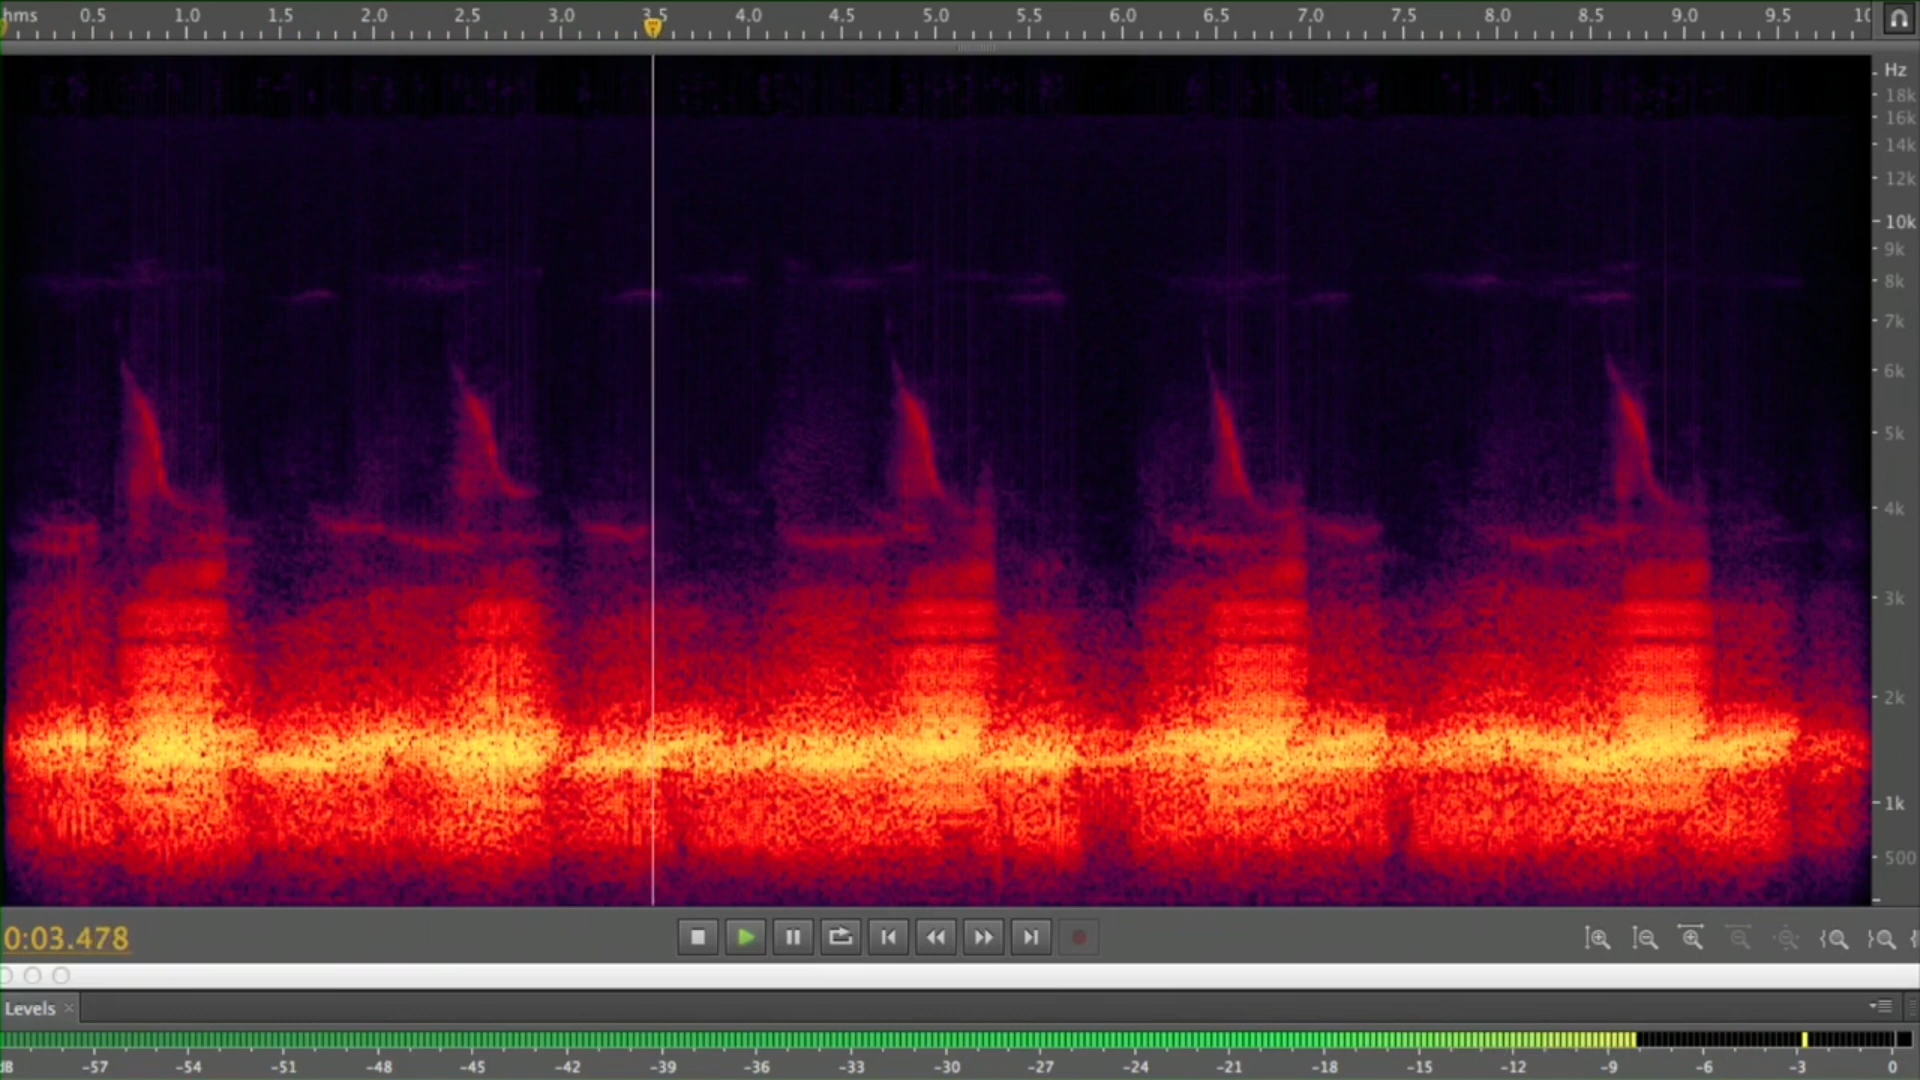 hms 0.5 1.0 1.5 2.0 2.5 3.0 3.5 4.0 4.5 5.0 5.5 6.0 6.5 7.0 7.5 8.0 8.5 9.0 9.5 10
Hz
18k
16k
14k
12k
10k
9k
8k
7k
6k
5k
4k
3k
2k
1k
500
0:03.478
Levels ×
dB -57 -54 -51 -48 -45 -42 -39 -36 -33 -30 -27 -24 -21 -18 -15 -12 -9 -6 -3 0